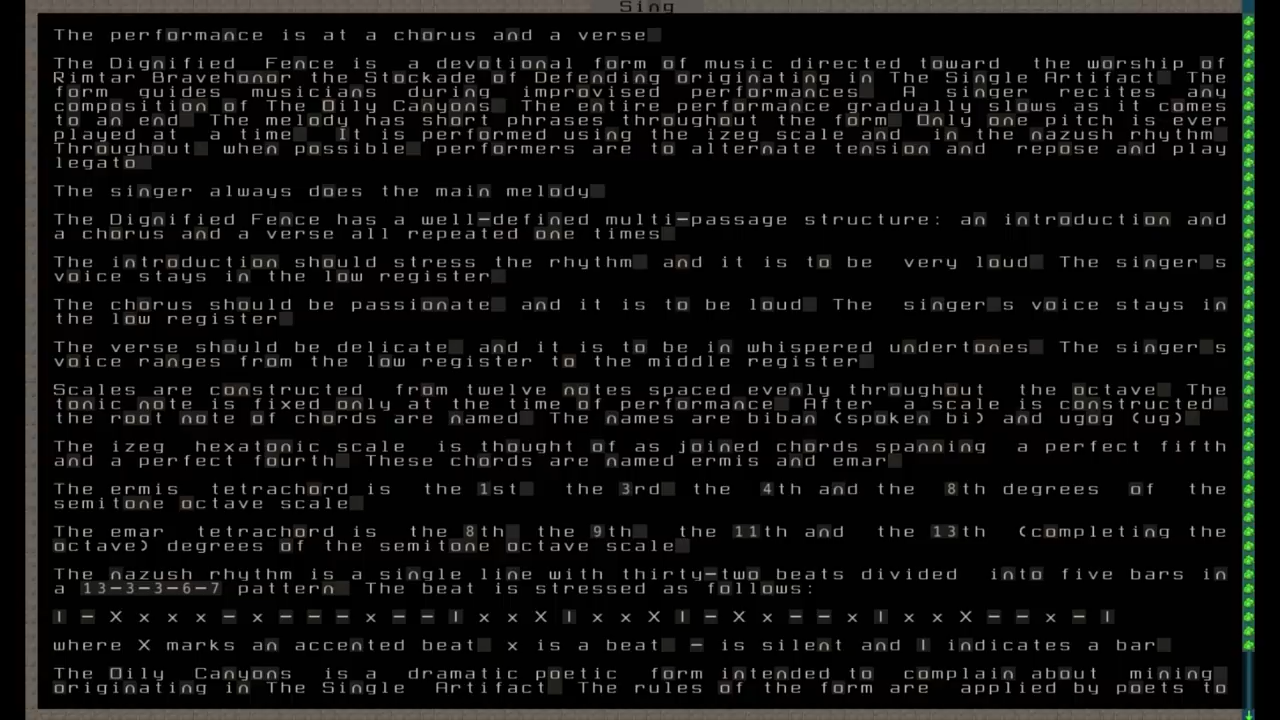 Sing
The performance is at a chorus and a verse.
The Dignified Fence is a devotional form of music directed toward the worship of
Rimtar Bravehonor the Stockade of Defending originating in The Single Artifact. The
form guides musicians during improvised performances. A singer recites any
composition of The Oily Canyons. The entire performance gradually slows as it comes
to an end. The melody has short phrases throughout the form. Only one pitch is ever
played at a time. It is performed using the izeg scale and in the nazush rhythm.
Throughout, when possible, performers are to alternate tension and repose and play
legato.
The singer always does the main melody.
The Dignified Fence has a well-defined multi-passage structure: an introduction and
a chorus and a verse all repeated one times.
The introduction should stress the rhythm, and it is to be very loud. The singer's
voice stays in the low register.
The chorus should be passionate, and it is to be loud. The singer's voice stays in
the low register.
The verse should be delicate, and it is to be in whispered undertones. The singer's
voice ranges from the low register to the middle register.
Scales are constructed from twelve notes spaced evenly throughout the octave. The
tonic note is fixed only at the time of performance. After a scale is constructed,
the root note of chords are named. The names are biban (spoken bi) and ugog (ug).
The izeg hexatonic scale is thought of as joined chords spanning a perfect fifth
and a perfect fourth. These chords are named ermis and emar.
The ermis tetrachord is the 1st, the 3rd, the 4th and the 8th degrees of the
semitone octave scale.
The emar tetrachord is the 8th, the 9th, the 11th and the 13th (completing the
octave) degrees of the semitone octave scale.
The nazush rhythm is a single line with thirty-two beats divided into five bars in
a 13-3-3-6-7 pattern. The beat is stressed as follows:
| - X x x x - x - - - x - - | x x X | x x X | - X x - - x | x x X - - x - |
where X marks an accented beat, x is a beat, - is silent and | indicates a bar.
The Oily Canyons is a dramatic poetic form intended to complain about mining,
originating in The Single Artifact. The rules of the form are applied by poets to